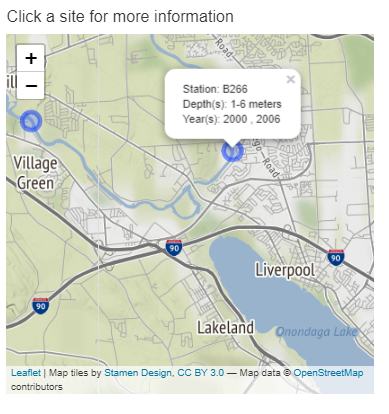 Click a site for more information
+
−
Road
×
Station: B266
Depth(s): 1-6 meters
Year(s): 2000 , 2006
Village
Green
Road
90
90
90
Liverpool
Lakeland
Onondaga Lake
Leaflet | Map tiles by Stamen Design, CC BY 3.0 — Map data © OpenStreetMap
contributors